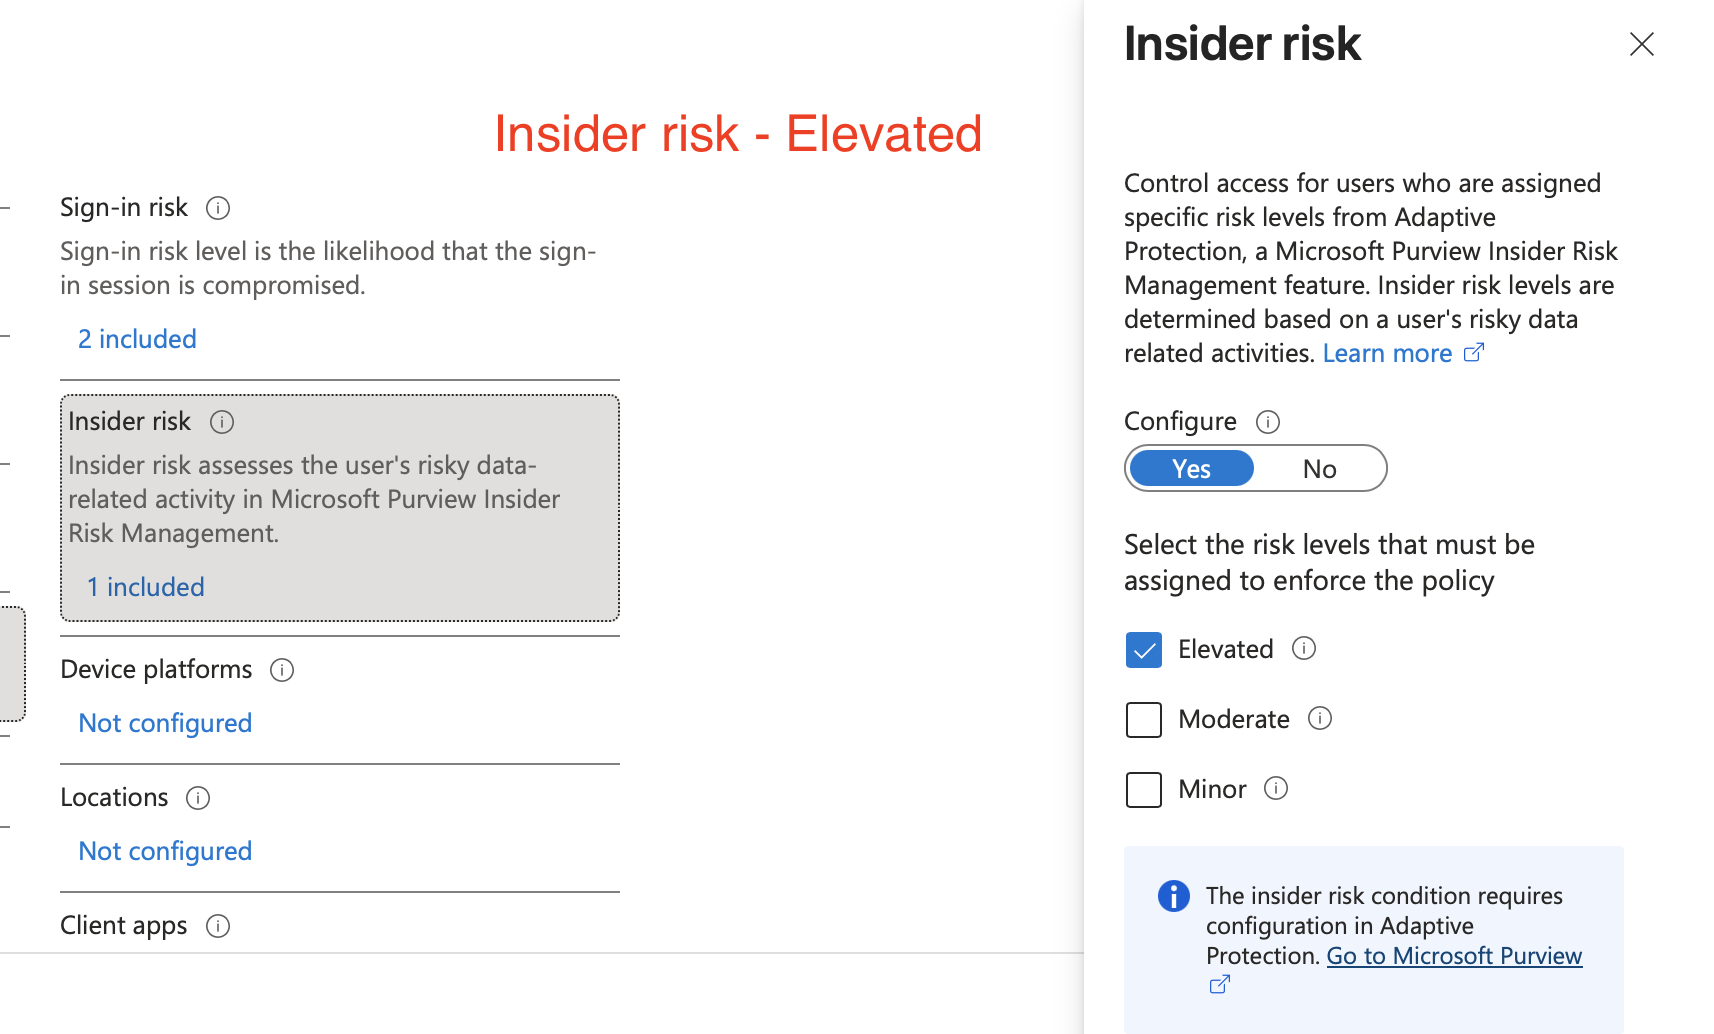 Insider risk - Elevated
Sign-in risk
Sign-in risk level is the likelihood that the sign-
in session is compromised.
2 included
Insider risk
Insider risk assesses the user's risky data-
related activity in Microsoft Purview Insider
Risk Management.
1 included
Device platforms
Not configured
Locations
Not configured
Client apps
Insider risk
Control access for users who are assigned
specific risk levels from Adaptive
Protection, a Microsoft Purview Insider Risk
Management feature. Insider risk levels are
determined based on a user's risky data
related activities. Learn more
Configure
Yes No
Select the risk levels that must be
assigned to enforce the policy
Elevated
Moderate
Minor
The insider risk condition requires
configuration in Adaptive
Protection. Go to Microsoft Purview